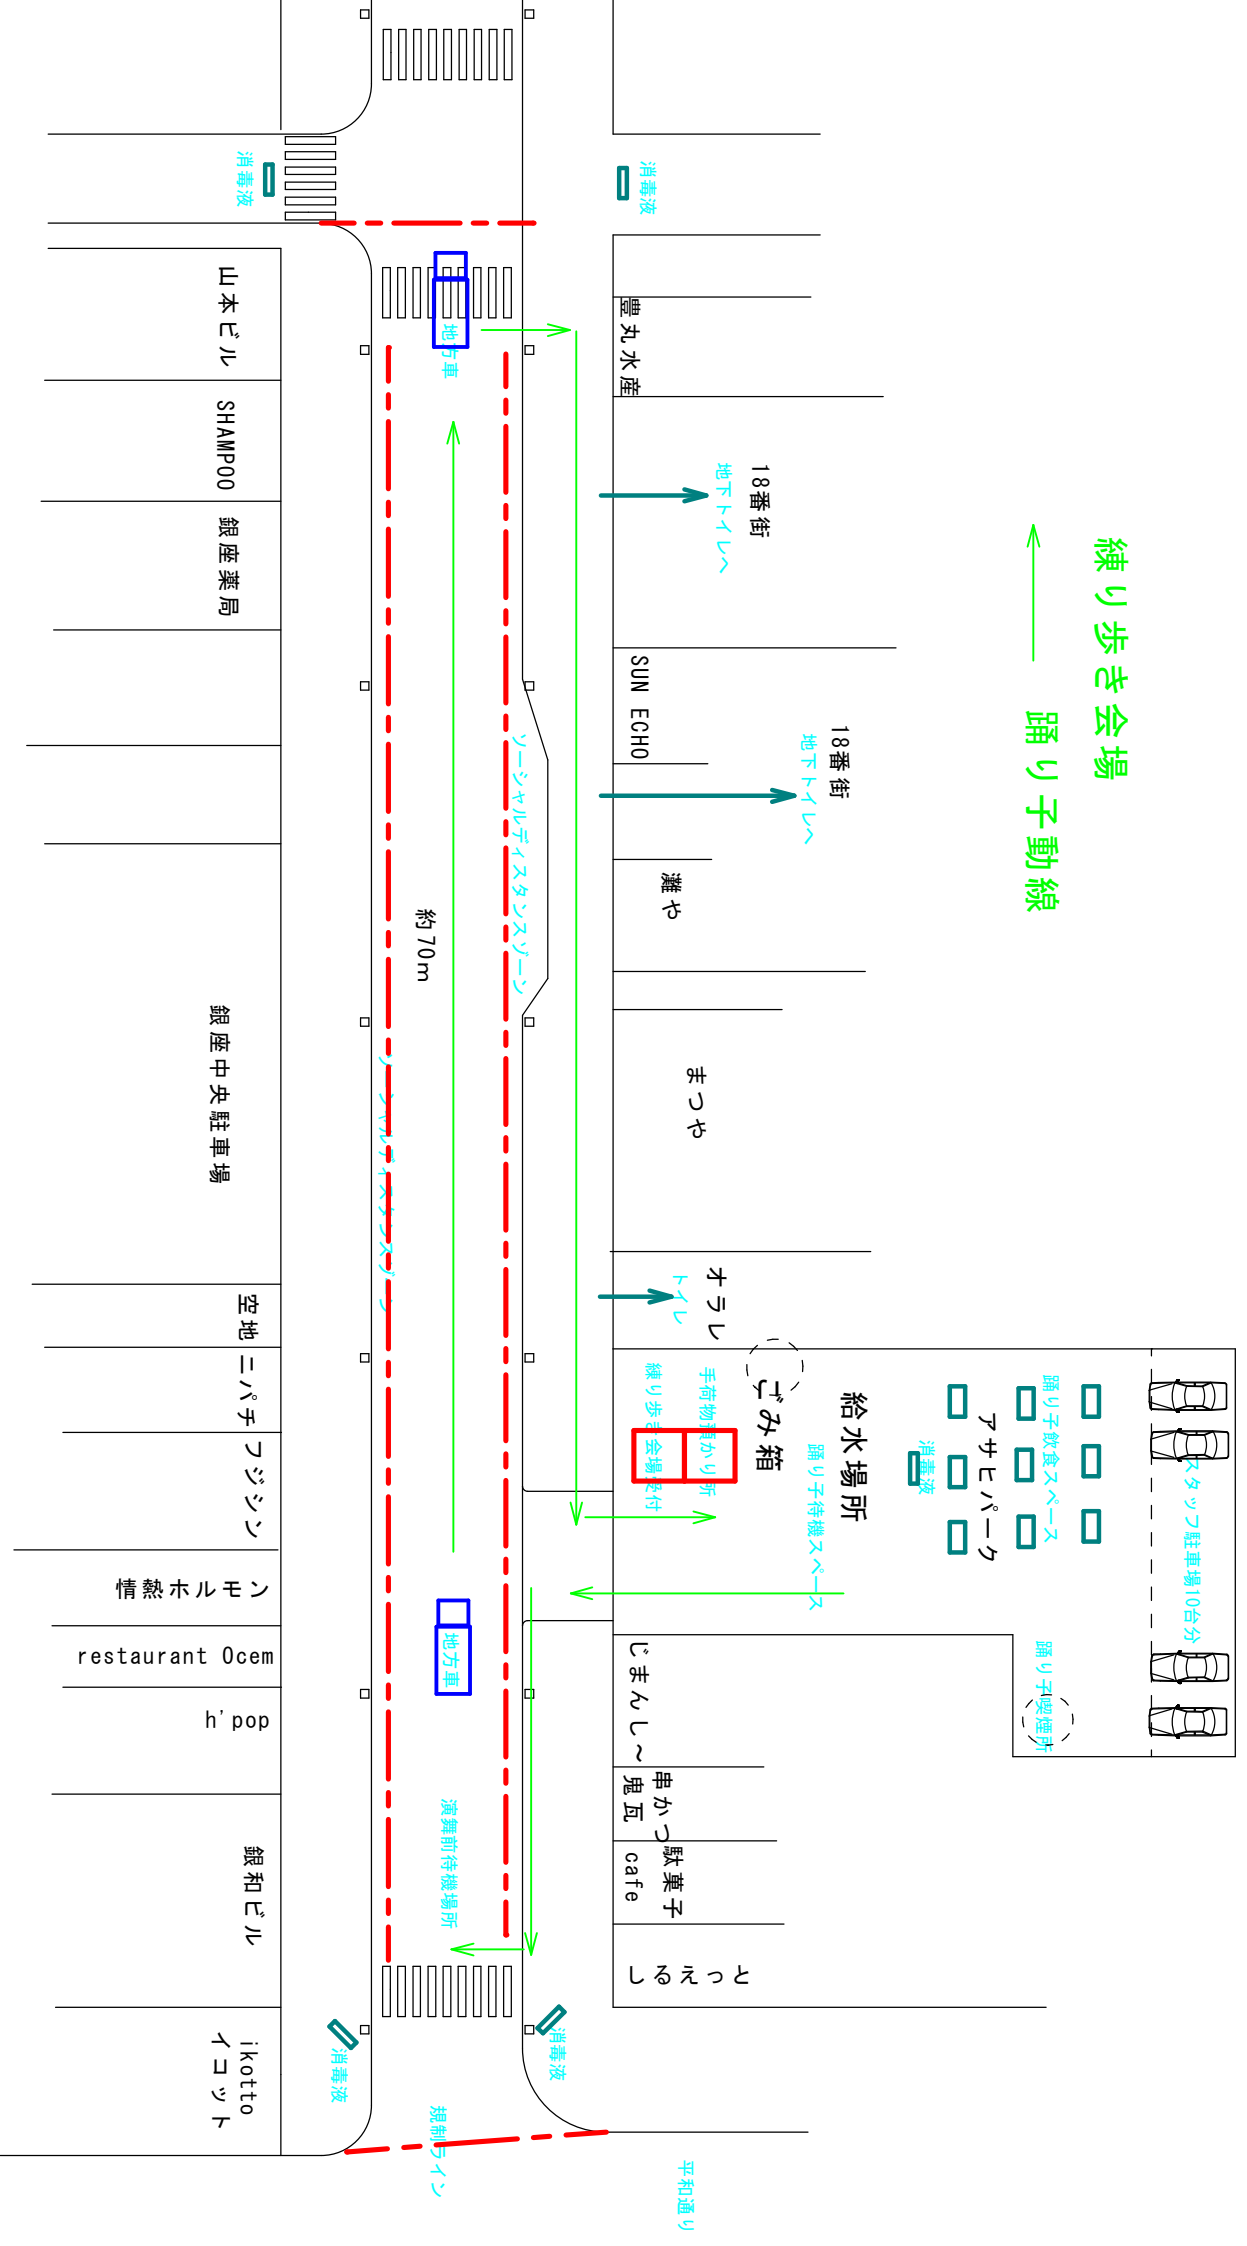 練り歩き会場
踊り子動線
消毒液
消毒液
山本ビル
SHAMPOO
銀座薬局
銀座中央駐車場
空地
ニパチ
フジシン
情熱ホルモン
restaurant Ocem
h'pop
銀和ビル
ikotto
イコット
地方車
約70m
ソーシャルディスタンスゾーン
ソーシャルディスタンスゾーン
地方車
演舞前待機場所
消毒液
消毒液
規制ライン
平和通り
豊丸水産
18番街
地下トイレへ
SUN ECHO
18番街
地下トイレへ
灘や
まつや
オラレ
トイレ
手荷物預かり所
練り歩き会場受付
ごみ箱
給水場所
踊り子待機スペース
消毒液
アサヒパーク
踊り子飲食スペース
スタッフ駐車場10台分
踊り子喫煙所
じまんし～
串かつ
鬼瓦
駄菓子
cafe
しるえっと